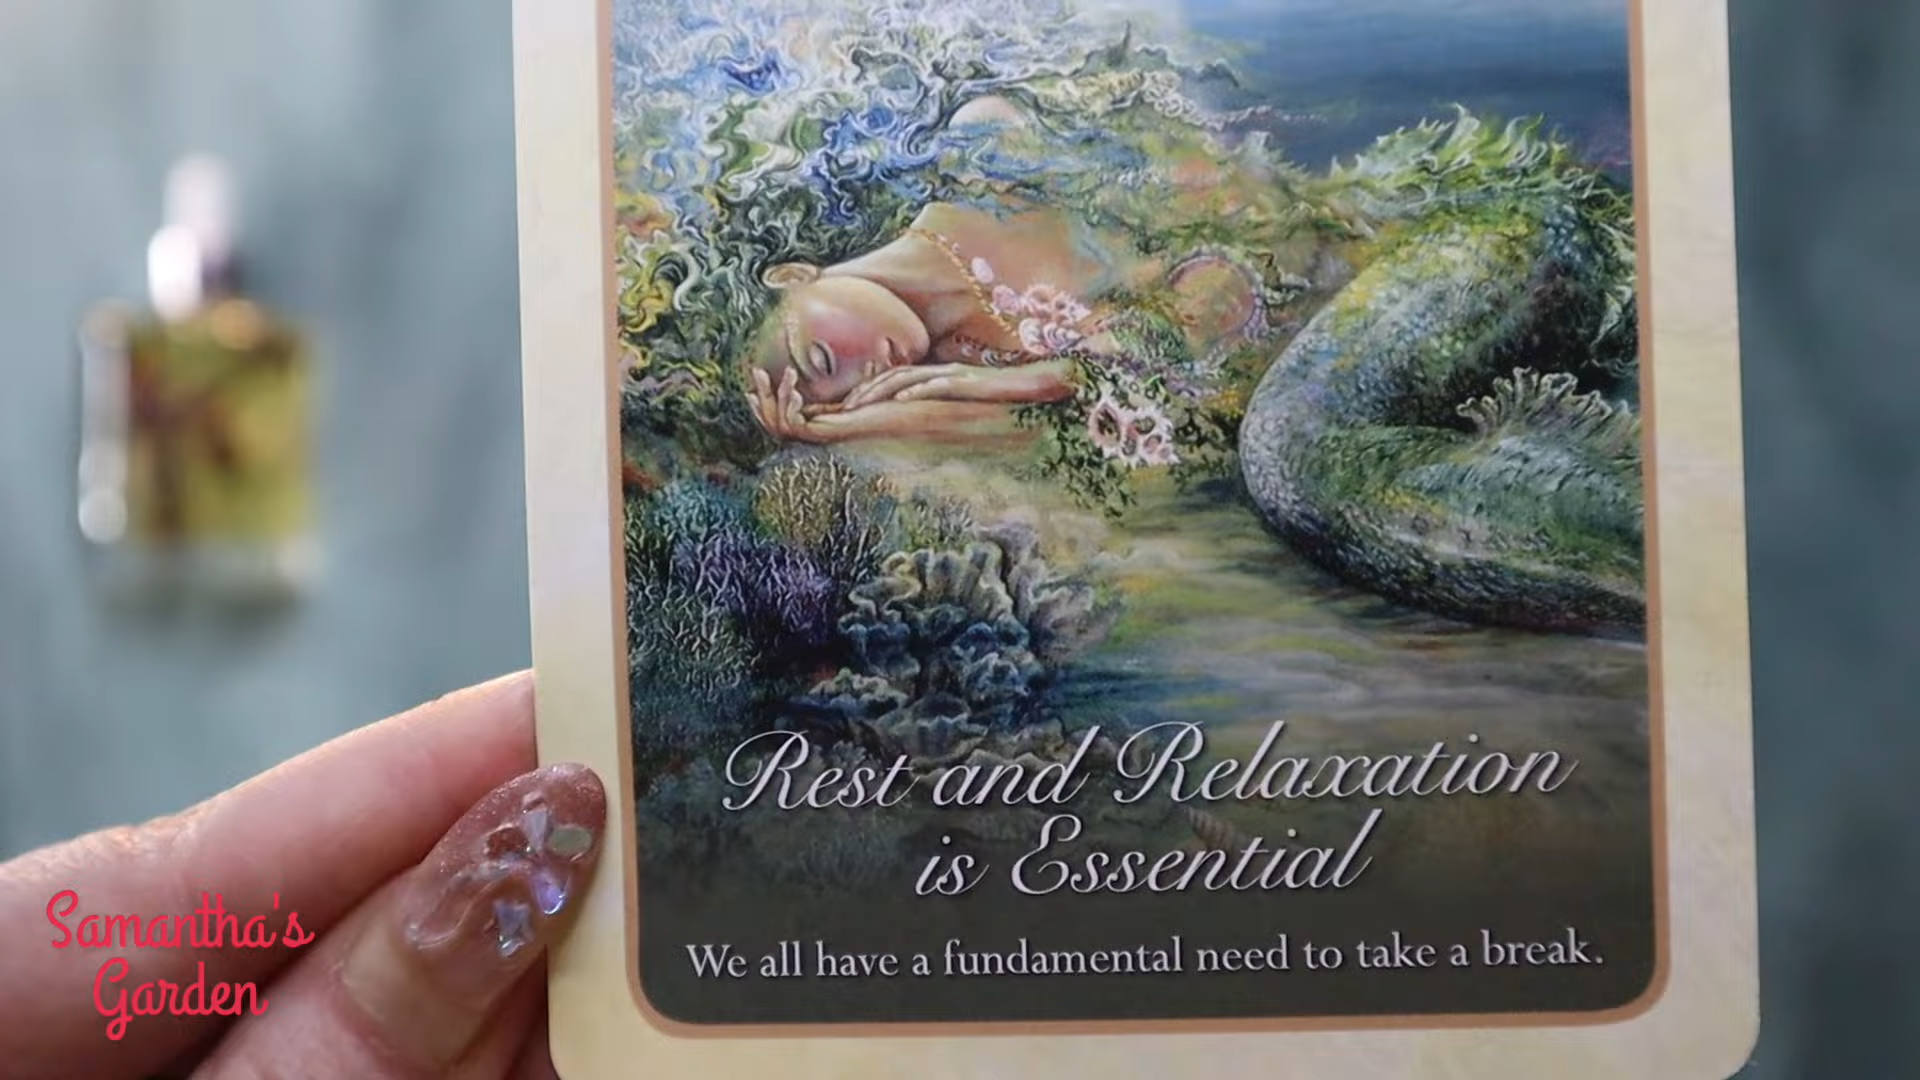 Rest and Relaxation
is Essential
We all have a fundamental need to take a break.
Samantha's
Garden